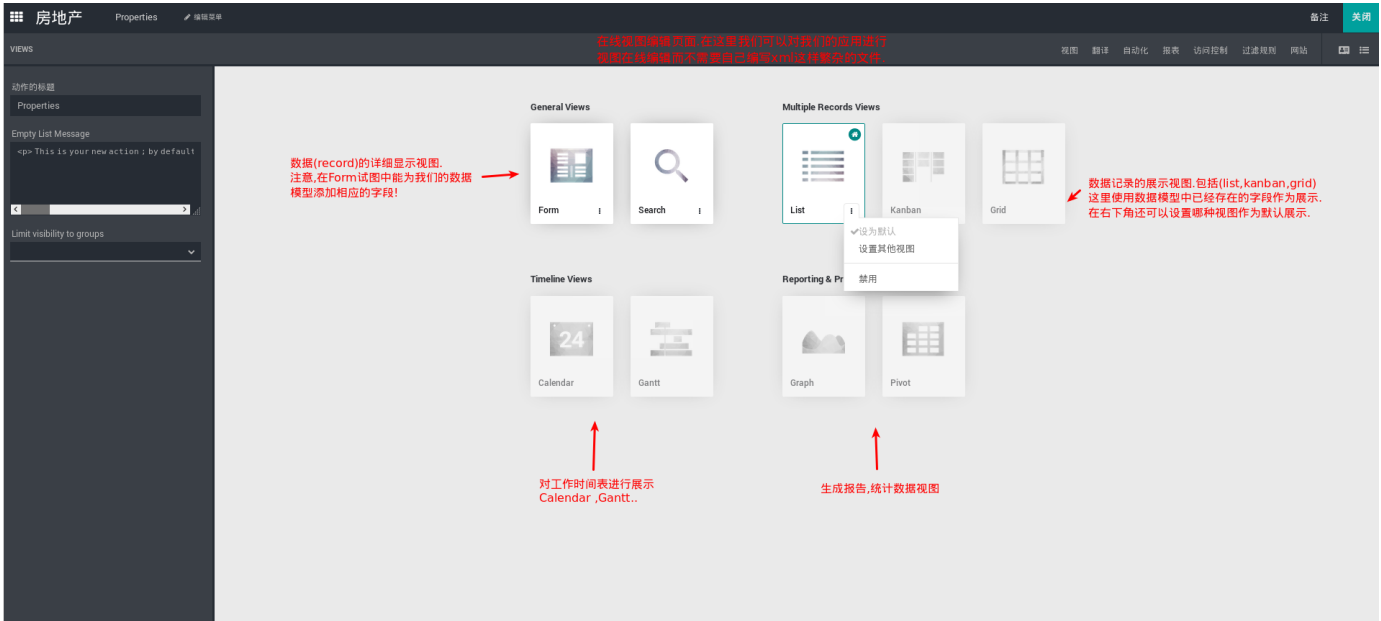 房地产 Properties 编辑菜单 备注 关闭
VIEWS
在线视图编辑页面.在这里我们可以对我们的应用进行
视图在线编辑而不需要自己编写xml这样繁杂的文件
视图 翻译 自动化 报表 访问控制 过滤规则 网站
动作的标题
Properties
Empty List Message
<p> This is your new action ; by default
Limit visibility to groups
General Views
Form
Search
数据(record)的详细显示视图.
注意,在Form试图中能为我们的数据
模型添加相应的字段!
Multiple Records Views
List
Kanban
Grid
设为默认
设置其他视图
禁用
数据记录的展示视图.包括(list,kanban,grid)
这里使用数据模型中已经存在的字段作为展示.
在右下角还可以设置哪种视图作为默认展示.
Timeline Views
24
Calendar
Gantt
对工作时间表进行展示
Calendar ,Gantt..
Reporting & Pr
Graph
Pivot
生成报告,统计数据视图